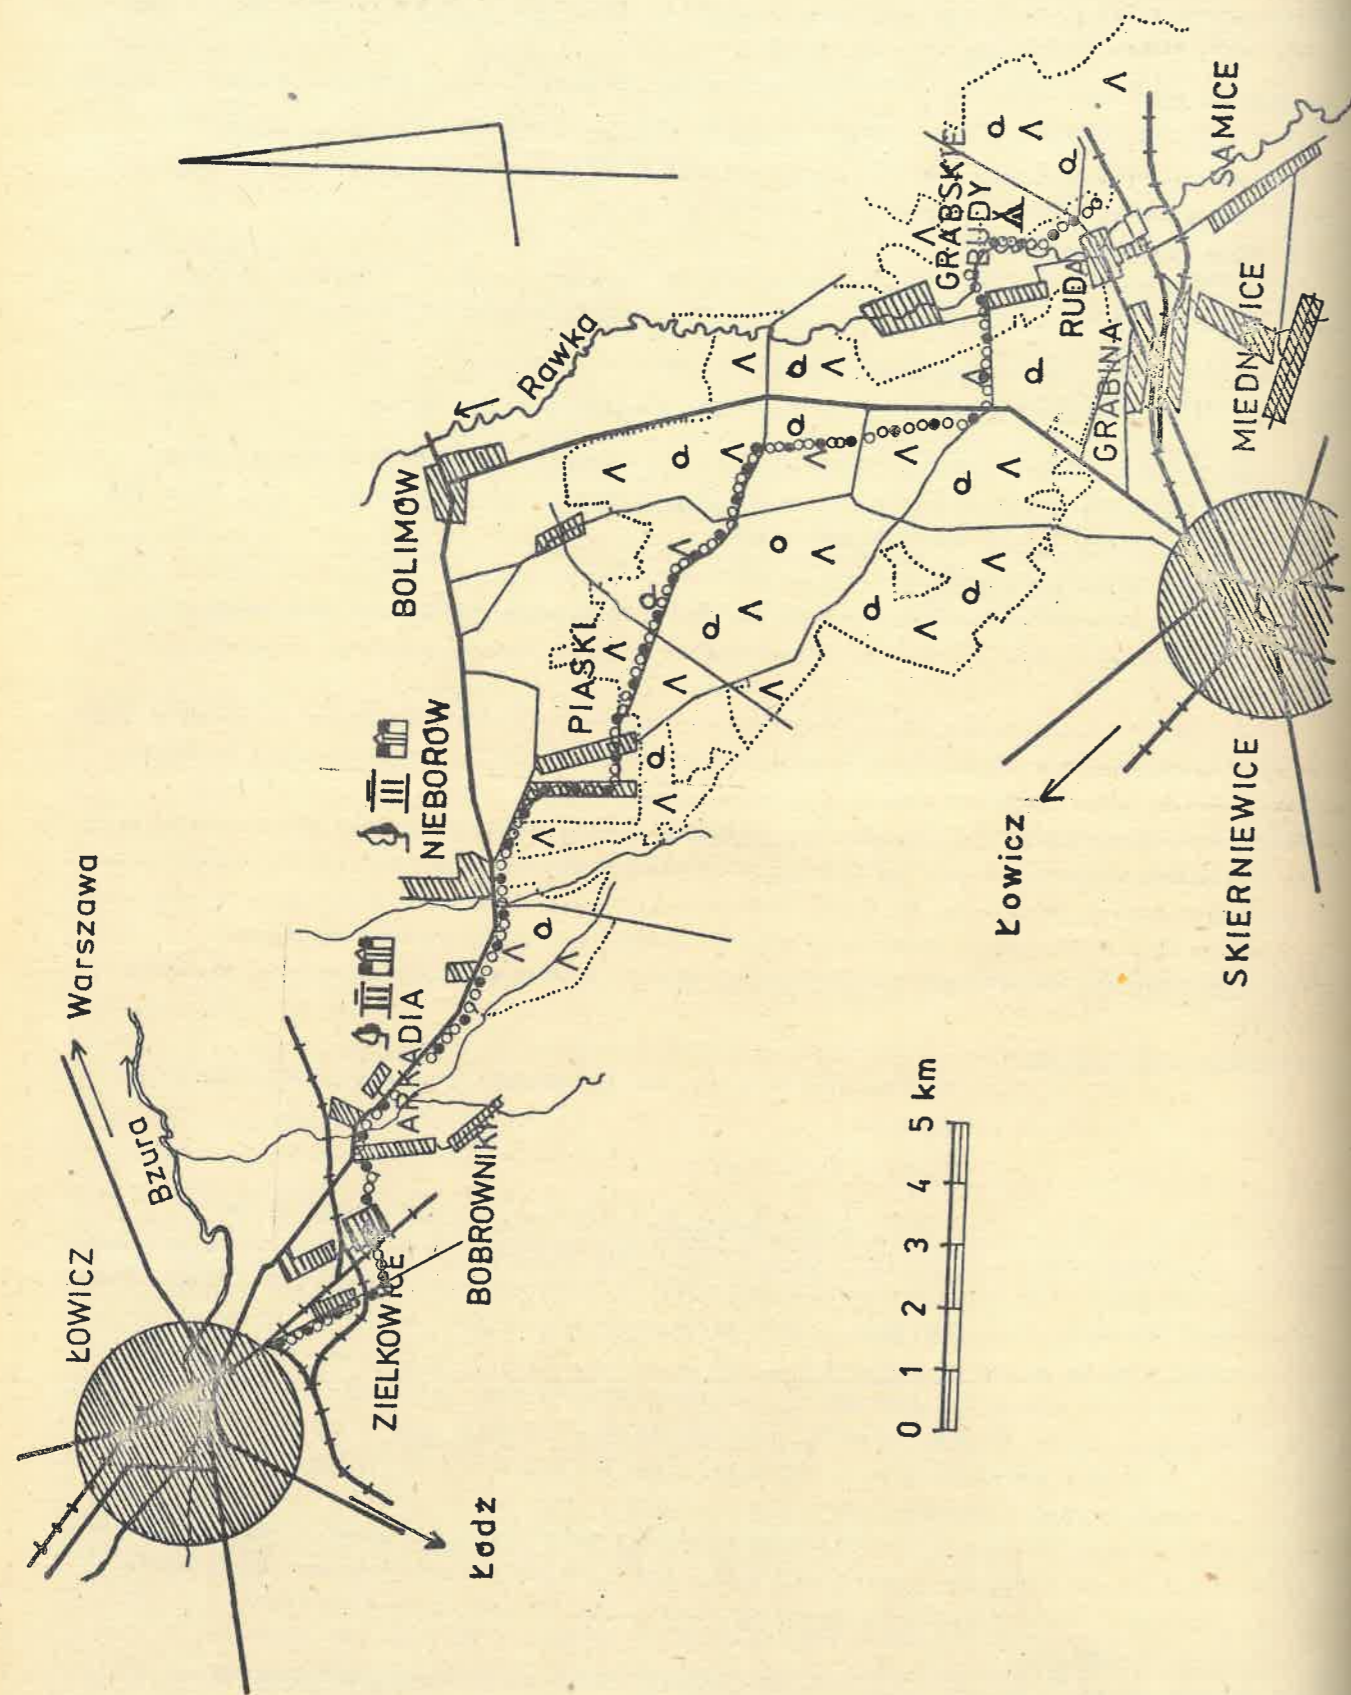 Warszawa
Bzura
ŁOWICZ
ZIELKOWICE
BOBROWNIKI
Łodź
ARKADIA
NIEBORÓW
BOLIMÓW
PIASKI
Rawka
GRABSKIE
BUDY
RUDA
GRABINA
SAMICE
MIEDNIEWICE
Łowicz
SKIERNIEWICE
0 1 2 3 4 5 km